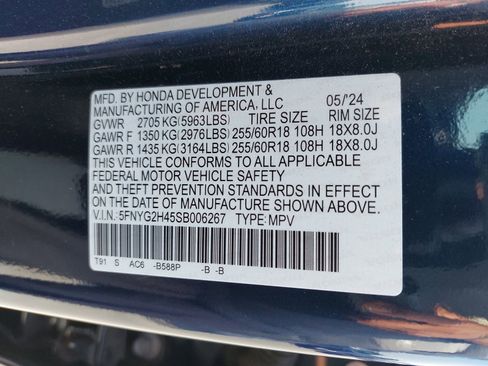 MFD. BY HONDA DEVELOPMENT &
MANUFACTURING OF AMERICA, LLC 05/'24
GVWR 2705 KG(5963LBS) TIRE SIZE RIM SIZE
GAWR F 1350 KG(2976LBS) 255/60R18 108H 18X8.0J
GAWR R 1435 KG(3164LBS) 255/60R18 108H 18X8.0J
THIS VEHICLE CONFORMS TO ALL APPLICABLE
FEDERAL MOTOR VEHICLE SAFETY
AND THEFT PREVENTION STANDARDS IN EFFECT
ON THE DATE OF MANUFACTURE SHOWN ABOVE.
V.I.N.:5FNYG2H45SB006267 TYPE: MPV
T91 S AC6 -B588P -B -B